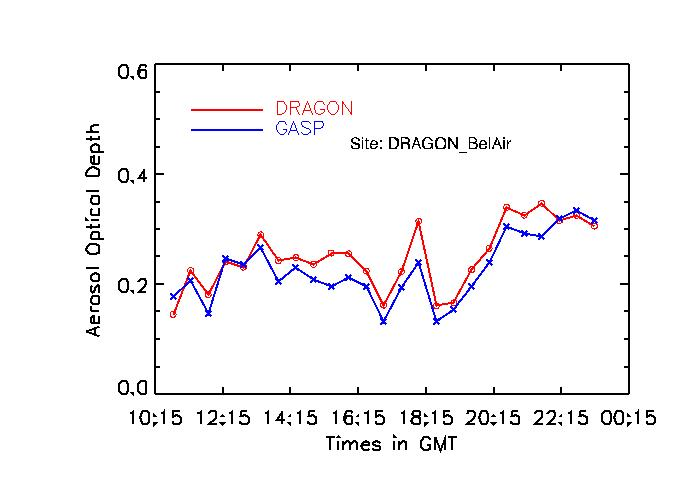 0.6
DRAGON
GASP
Site: DRAGON_BelAir
0.4
Aerosol Optical Depth
0.2
0.0
10:15 12:15 14:15 16:15 18:15 20:15 22:15 00:15
Times in GMT